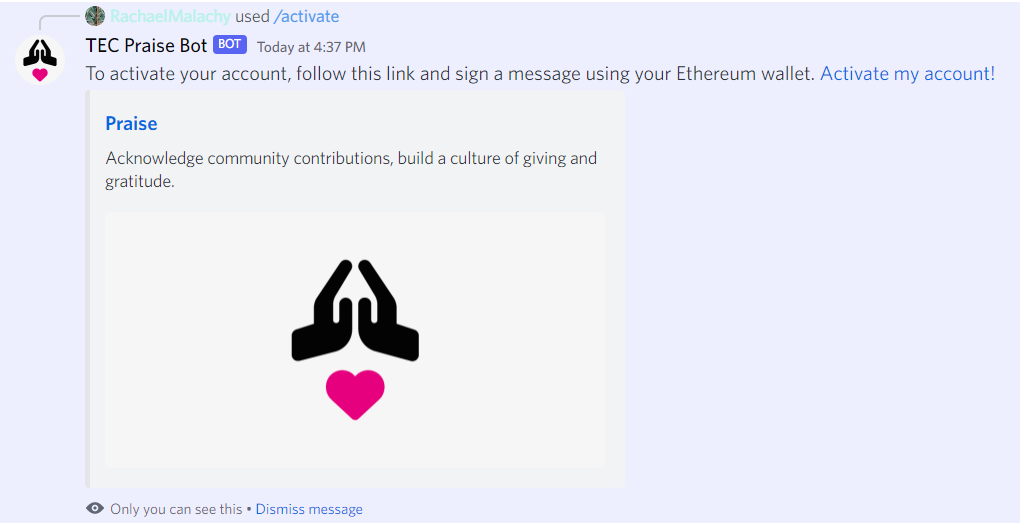 RachaelMalachy used /activate
TEC Praise Bot BOT Today at 4:37 PM
To activate your account, follow this link and sign a message using your Ethereum wallet. Activate my account!
Praise
Acknowledge community contributions, build a culture of giving and
gratitude.
Only you can see this • Dismiss message